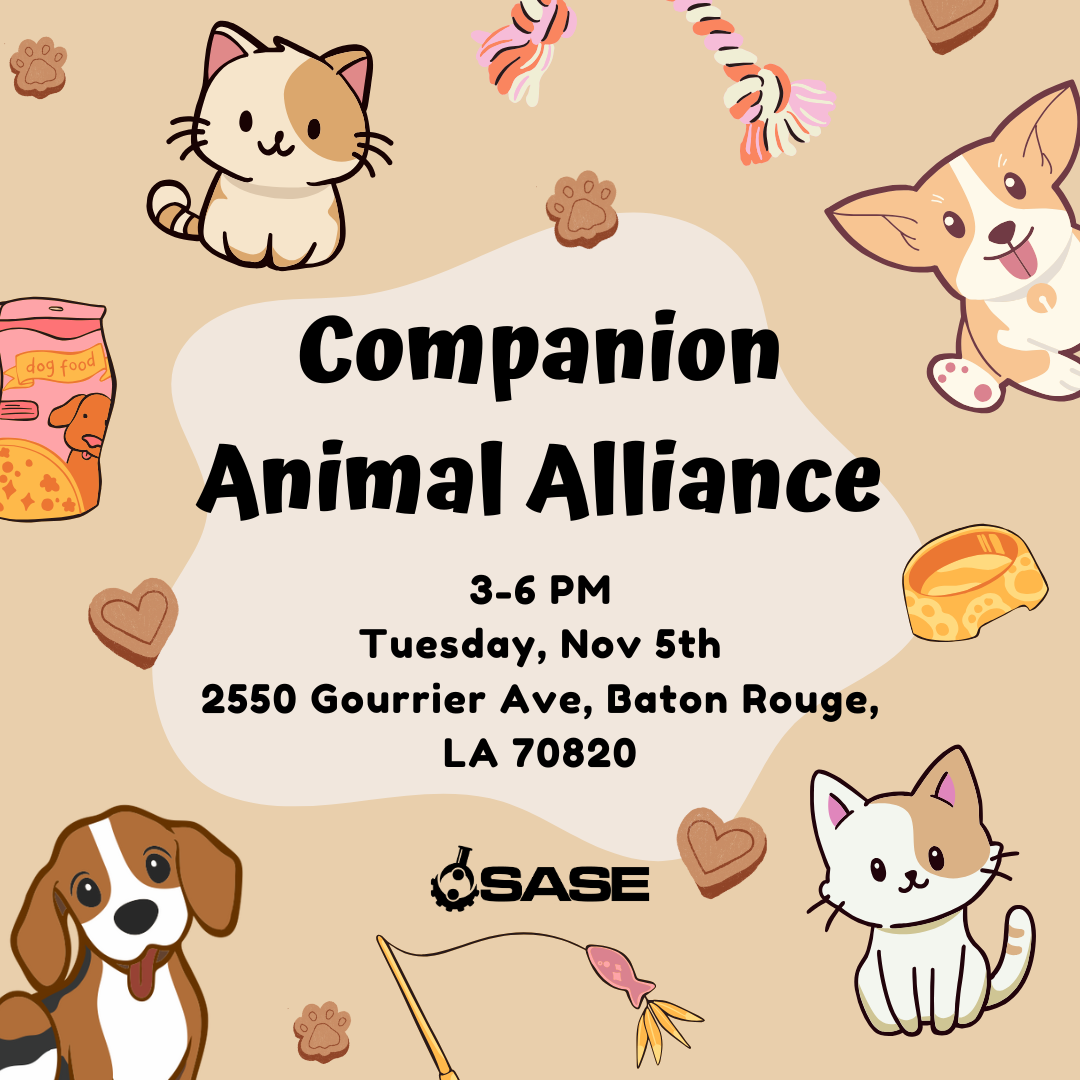 dog food
Companion
Animal Alliance
3-6 PM
Tuesday, Nov 5th
2550 Gourrier Ave, Baton Rouge,
LA 70820
SASE